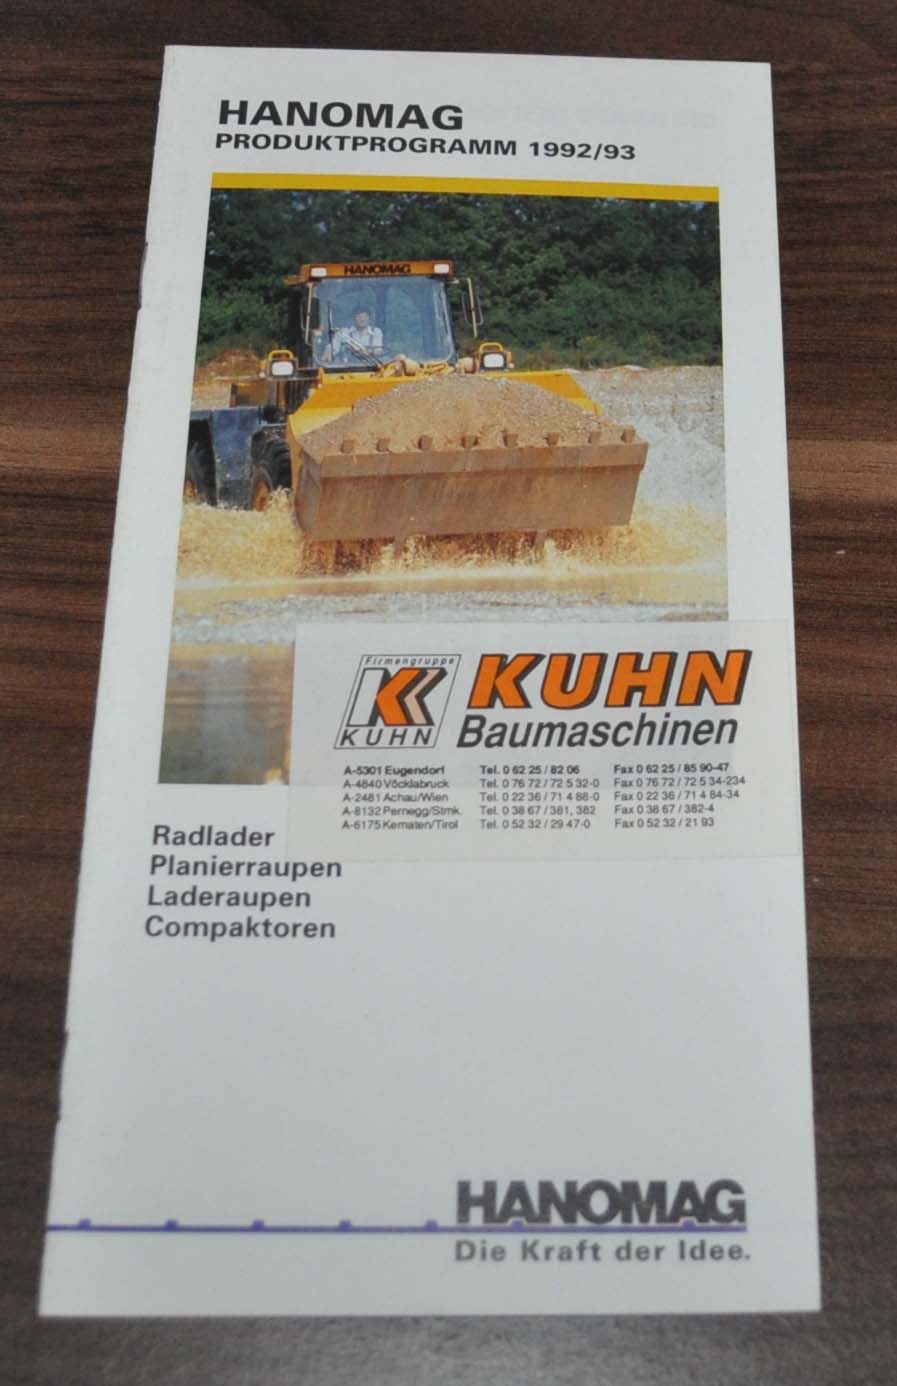 HANOMAG
PRODUKTPROGRAMM 1992/93
HANOMAG
Firmengruppe
KUHN
KUHN
Baumaschinen
A-5301 Eugendorf Tel. 0 62 25 / 82 06 Fax 0 62 25 / 85 90-47
A-4840 Vöcklabruck Tel. 0 76 72 / 72 5 32-0 Fax 0 76 72 / 72 5 34-234
A-2481 Achau/Wien Tel. 0 22 36 / 71 4 88-0 Fax 0 22 36 / 71 4 84-34
A-8132 Pernegg/Stmk. Tel. 0 38 67 / 381, 382 Fax 0 38 67 / 382-4
A-6175 Kematen/Tirol Tel. 0 52 32 / 29 47-0 Fax 0 52 32 / 21 93
Radlader
Planierraupen
Laderaupen
Compaktoren
HANOMAG
Die Kraft der Idee.